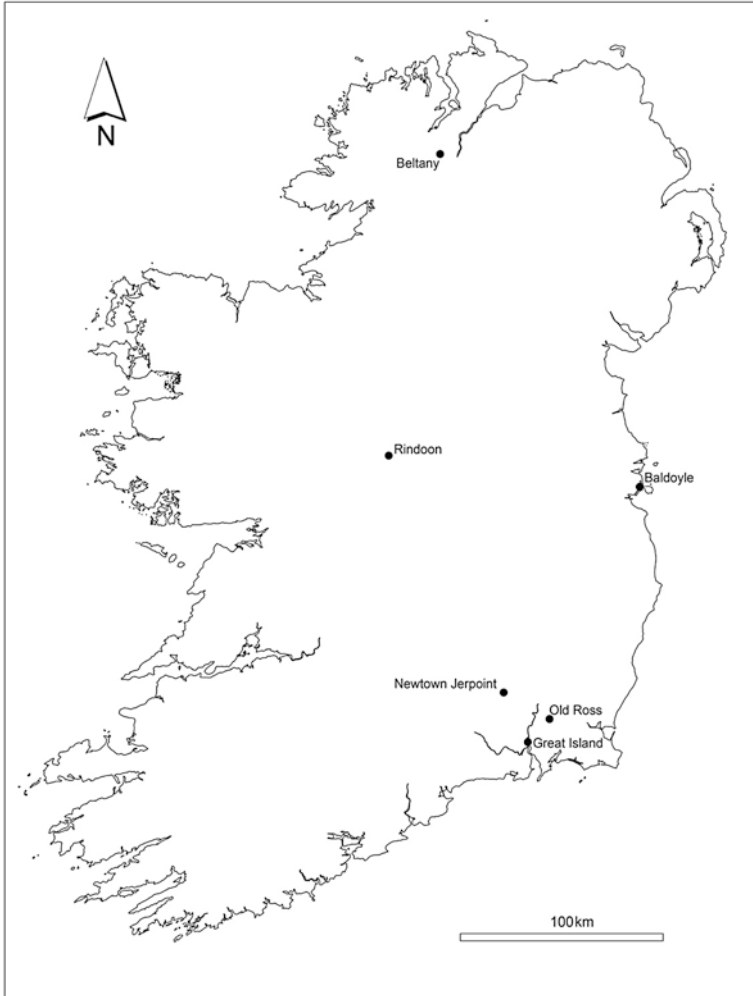 N
Beltany
Rindoon
Baldoyle
Newtown Jerpoint
Old Ross
Great Island
100km